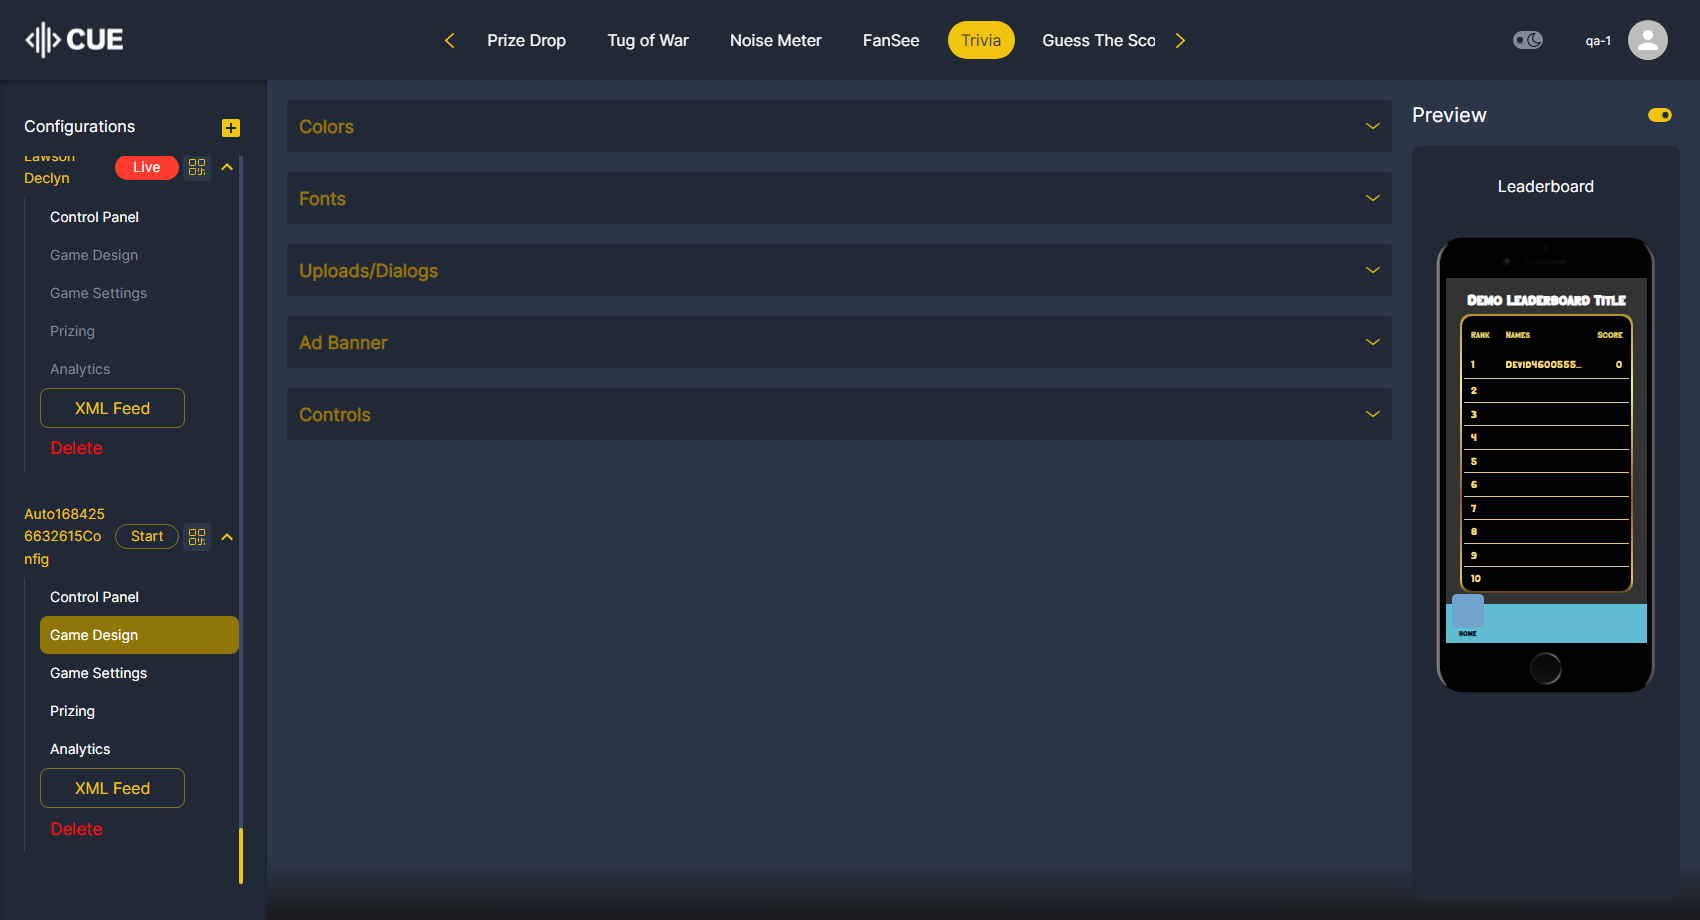 CUE
Prize Drop
Tug of War
Noise Meter
FanSee
Trivia
Guess The Sco
qa-1
Configurations
Lawson
Declyn
Live
Control Panel
Game Design
Game Settings
Prizing
Analytics
XML Feed
Delete
Auto168425
6632615Co
nfig
Start
Control Panel
Game Design
Game Settings
Prizing
Analytics
XML Feed
Delete
Colors
Fonts
Uploads/Dialogs
Ad Banner
Controls
Preview
Leaderboard
Demo Leaderboard Title
Rank Names Score
1 Devid4600555... 0
2
3
4
5
6
7
8
9
10
Home